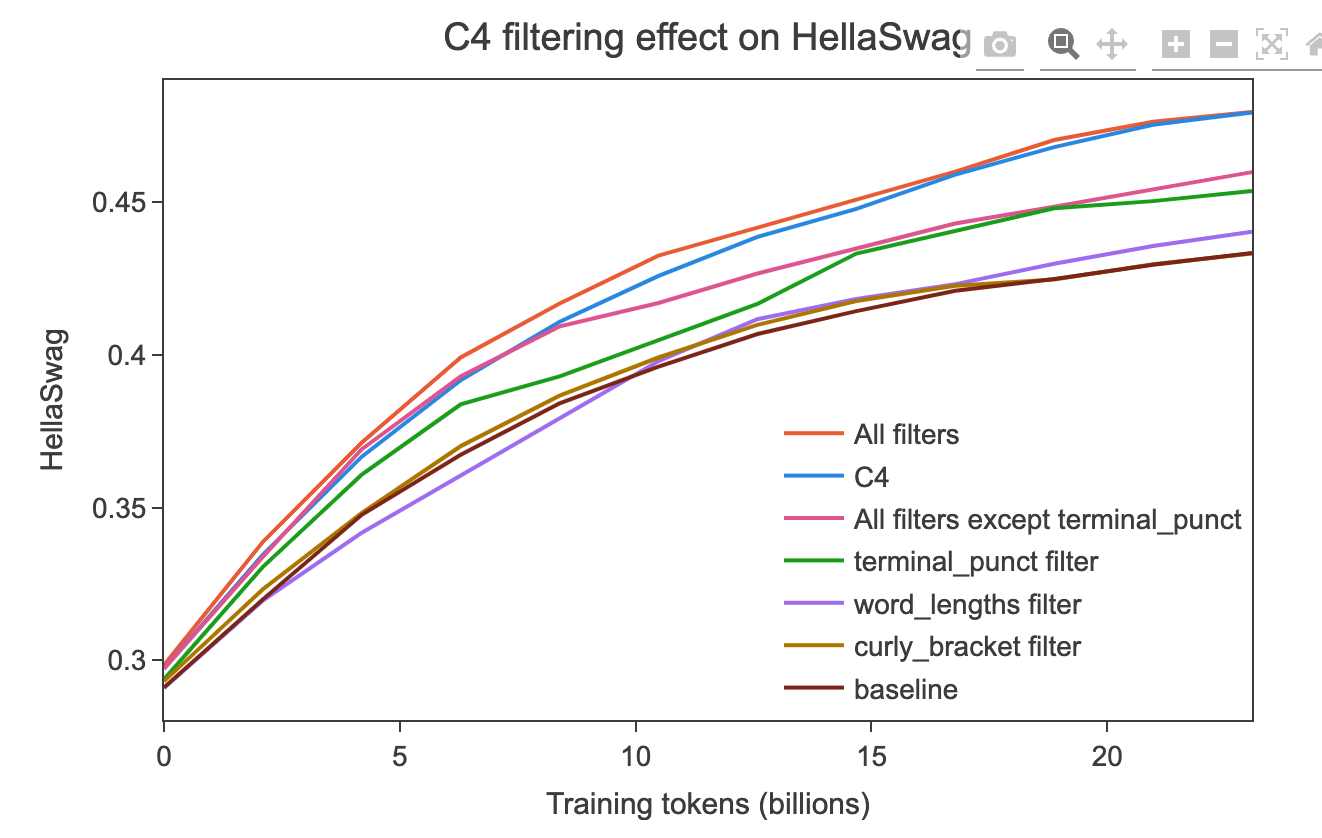 C4 filtering effect on HellaSwag
0.45
0.4
0.35
0.3
HellaSwag
All filters
C4
All filters except terminal_punct
terminal_punct filter
word_lengths filter
curly_bracket filter
baseline
0 5 10 15 20
Training tokens (billions)